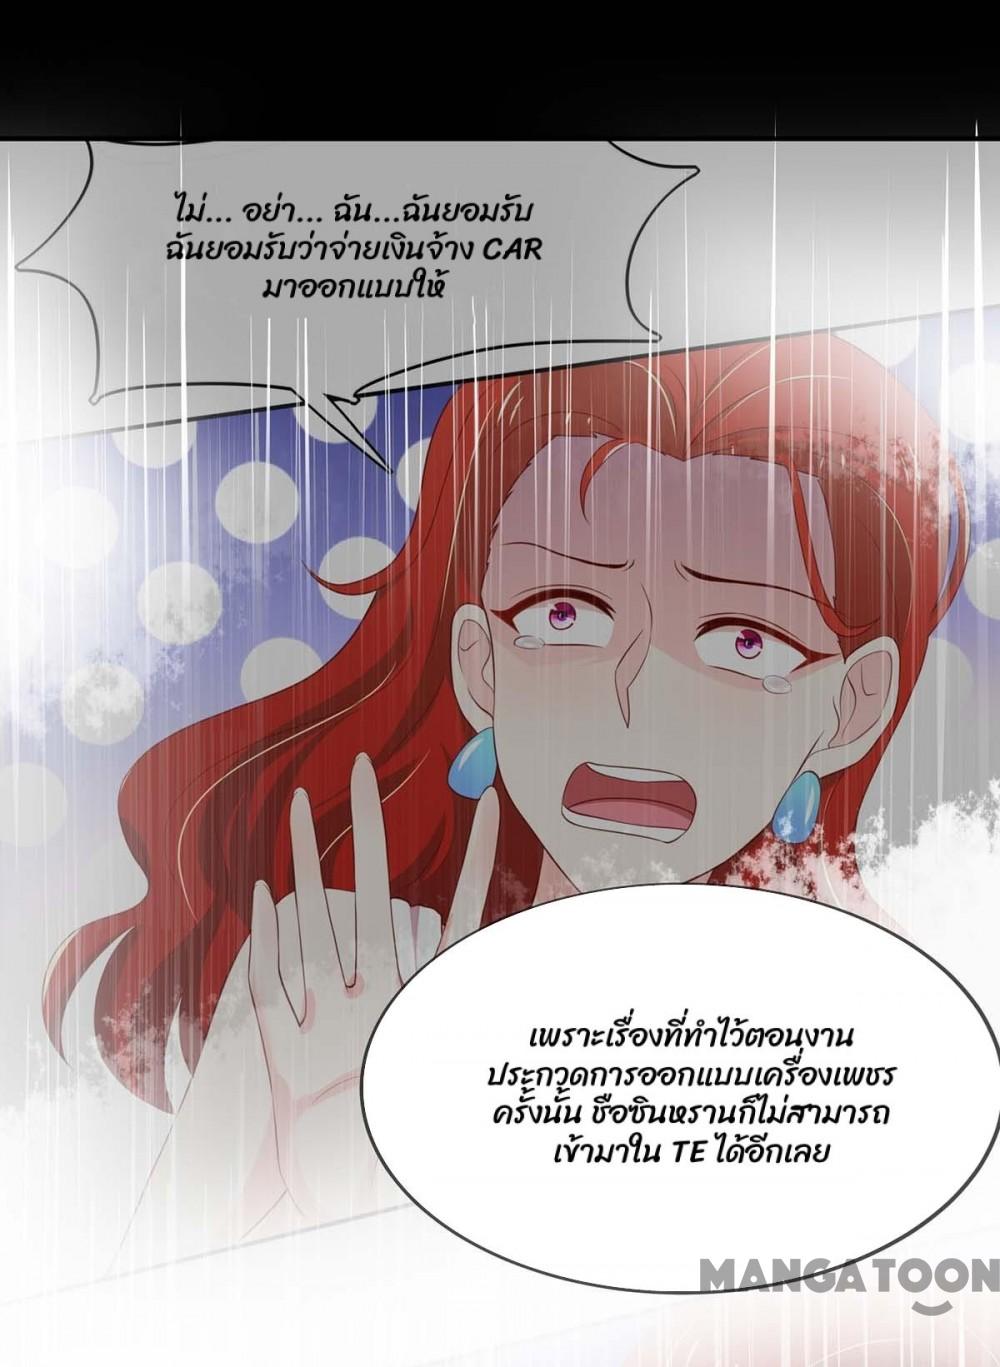 ไม่... อย่า... ฉัน...ฉันยอมรับ
ฉันยอมรับว่าจ่ายเงินจ้าง CAR
มาออกแบบให้
เพราะเรื่องที่ทำไว้ตอนงาน
ประกวดการออกแบบเครื่องเพชร
ครั้งนั้น ชือซินหรานก็ไม่สามารถ
เข้ามาใน TE ได้อีกเลย
MANGATOON